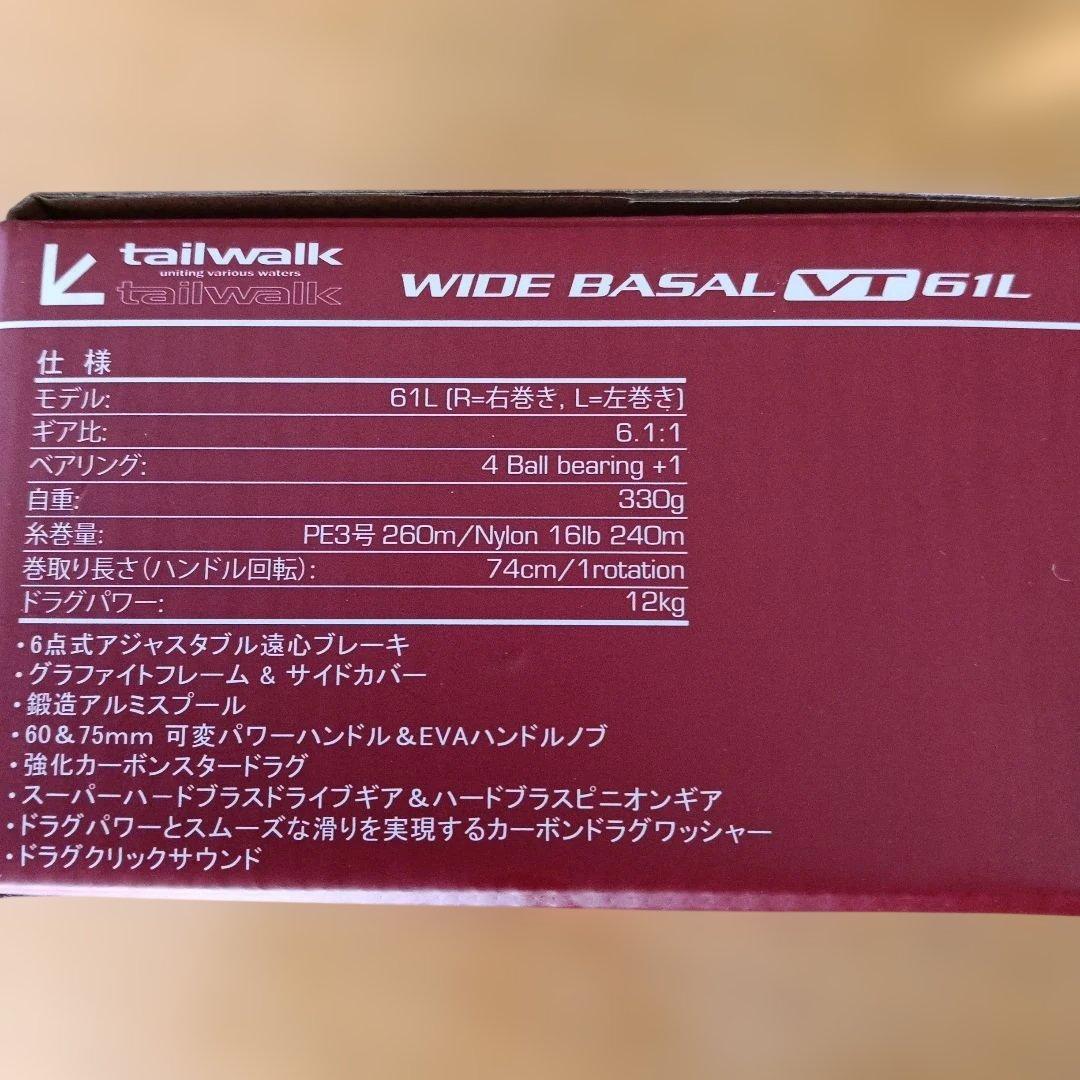 tailwalk
uniting various waters
tailwalk
WIDE BASAL VT 61L
仕 様
モデル: 61L (R=右巻き, L=左巻き)
ギア比: 6.1:1
ベアリング: 4 Ball bearing +1
自重: 330g
糸巻量: PE3号 260m/Nylon 16lb 240m
巻取り長さ(ハンドル回転): 74cm/1rotation
ドラグパワー: 12kg
・6点式アジャスタブル遠心ブレーキ
・グラファイトフレーム & サイドカバー
・鍛造アルミスプール
・60&75mm 可変パワーハンドル&EVAハンドルノブ
・強化カーボンスタードラグ
・スーパーハードブラスドライブギア&ハードブラスピニオンギア
・ドラグパワーとスムーズな滑りを実現するカーボンドラグワッシャー
・ドラグクリックサウンド